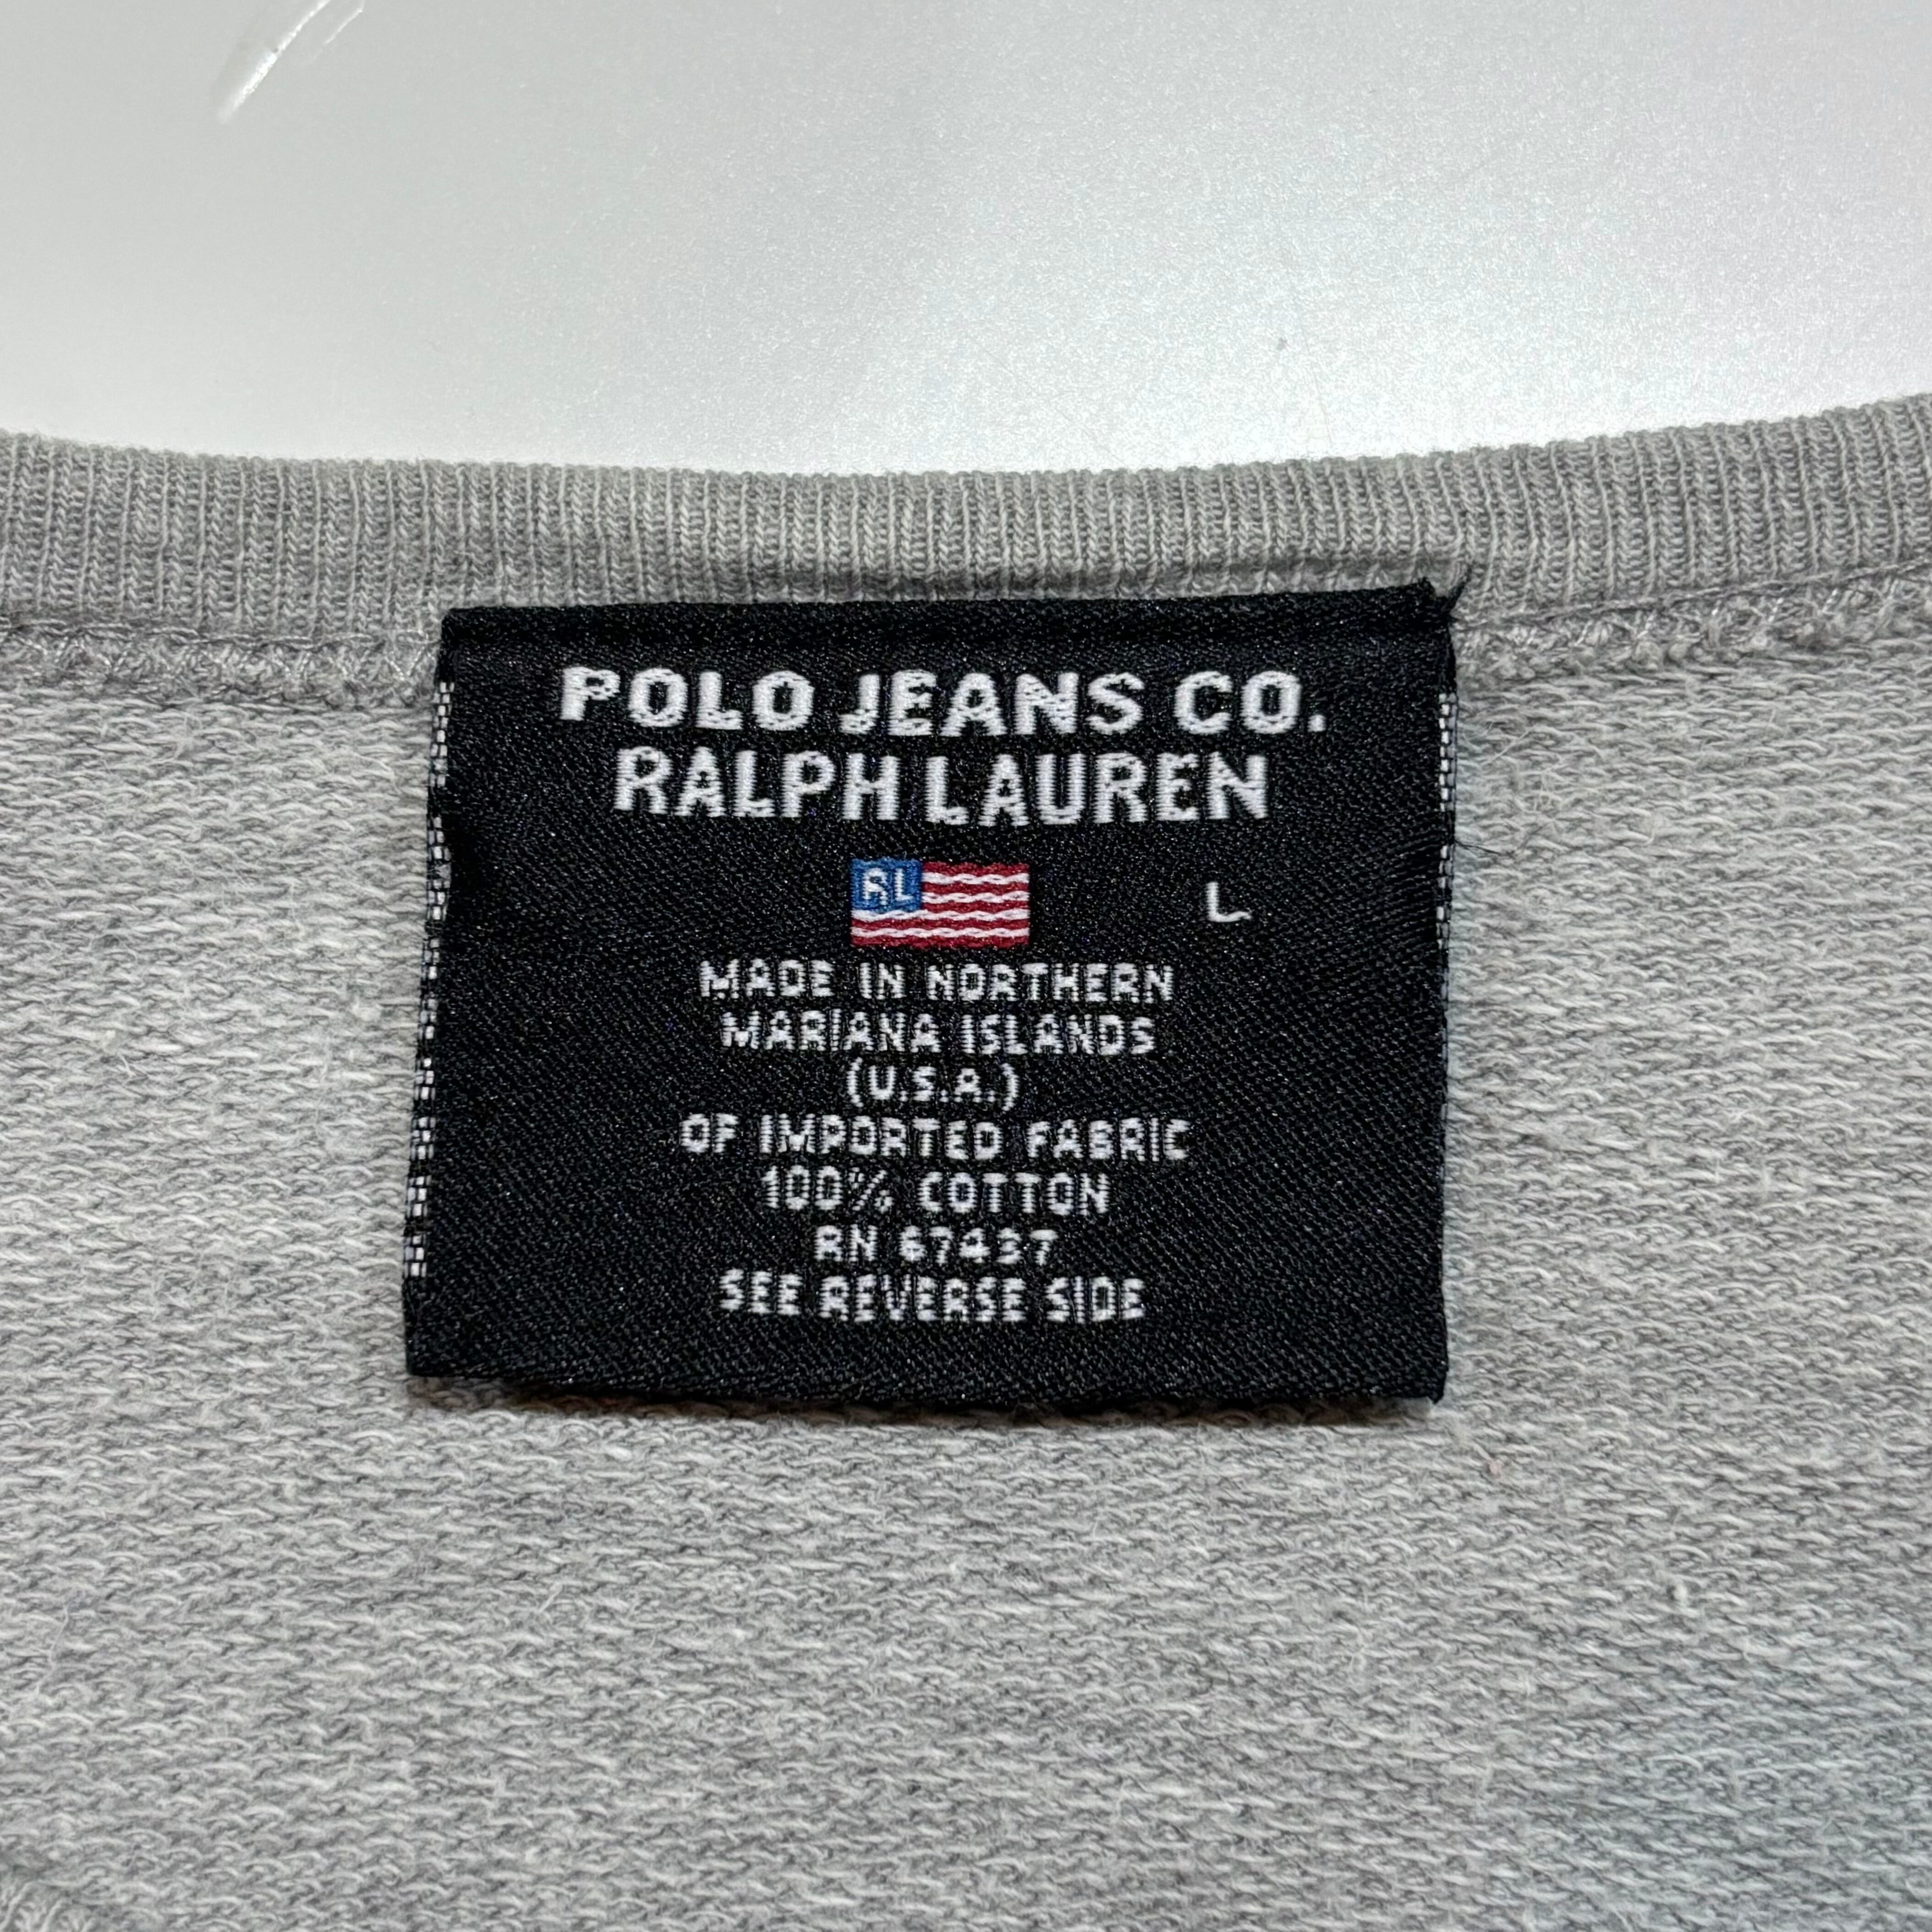 POLO JEANS CO.
RALPH LAUREN
RL
L
MADE IN NORTHERN
MARIANA ISLANDS
(U.S.A.)
OF IMPORTED FABRIC
100% COTTON
RN 67437
SEE REVERSE SIDE